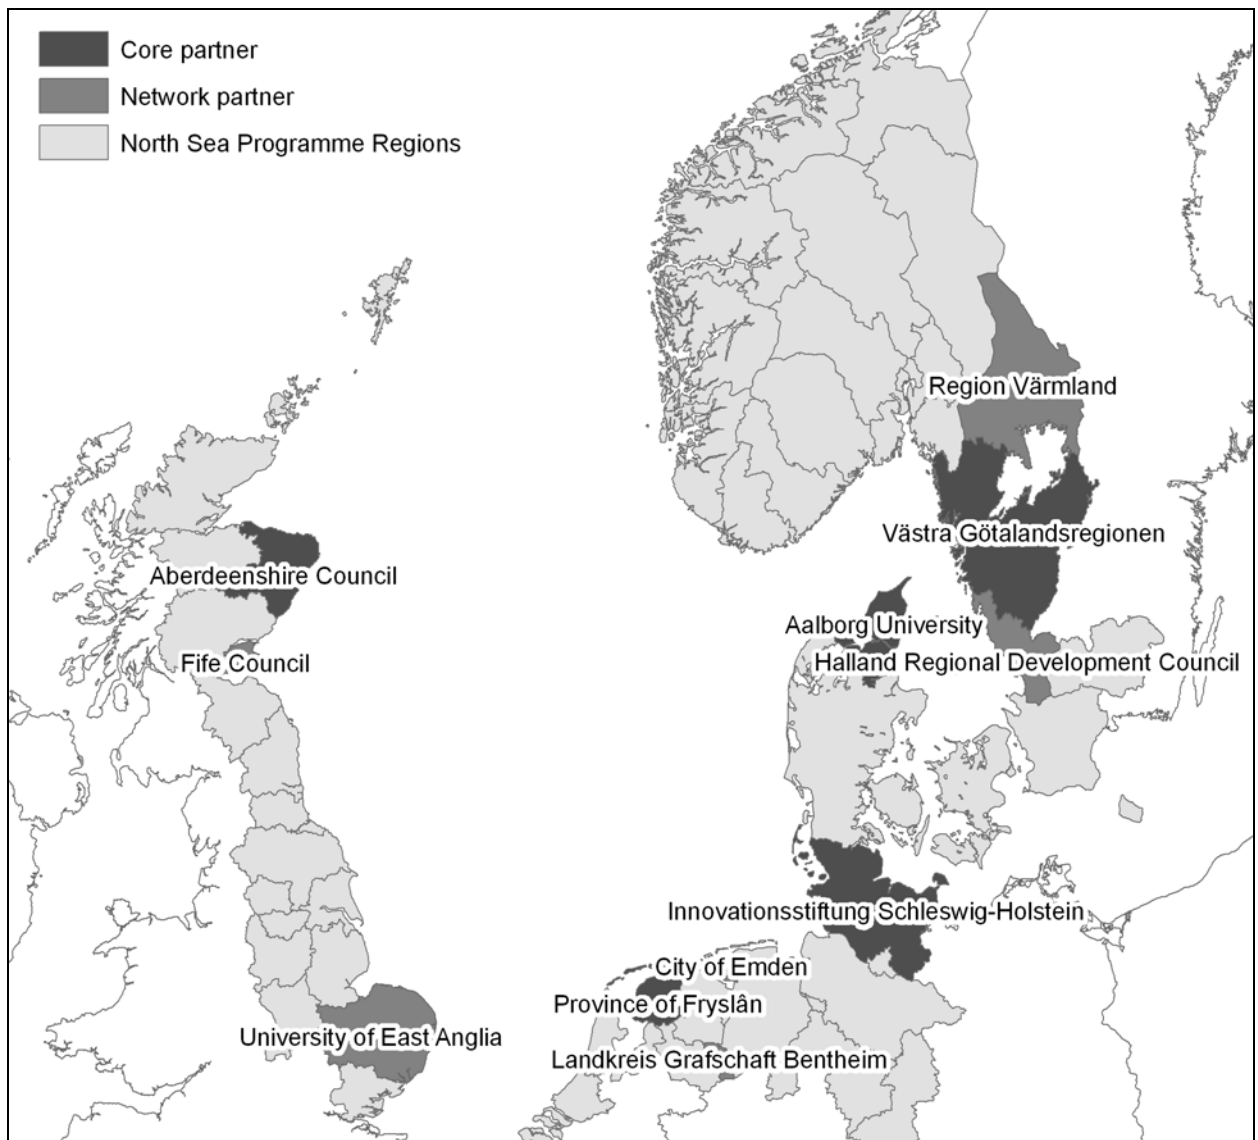 Core partner
Network partner
North Sea Programme Regions
Region Värmland
Västra Götalandsregionen
Aberdeenshire Council
Aalborg University
Fife Council
Halland Regional Development Council
Innovationsstiftung Schleswig-Holstein
City of Emden
Province of Fryslân
University of East Anglia
Landkreis Grafschaft Bentheim